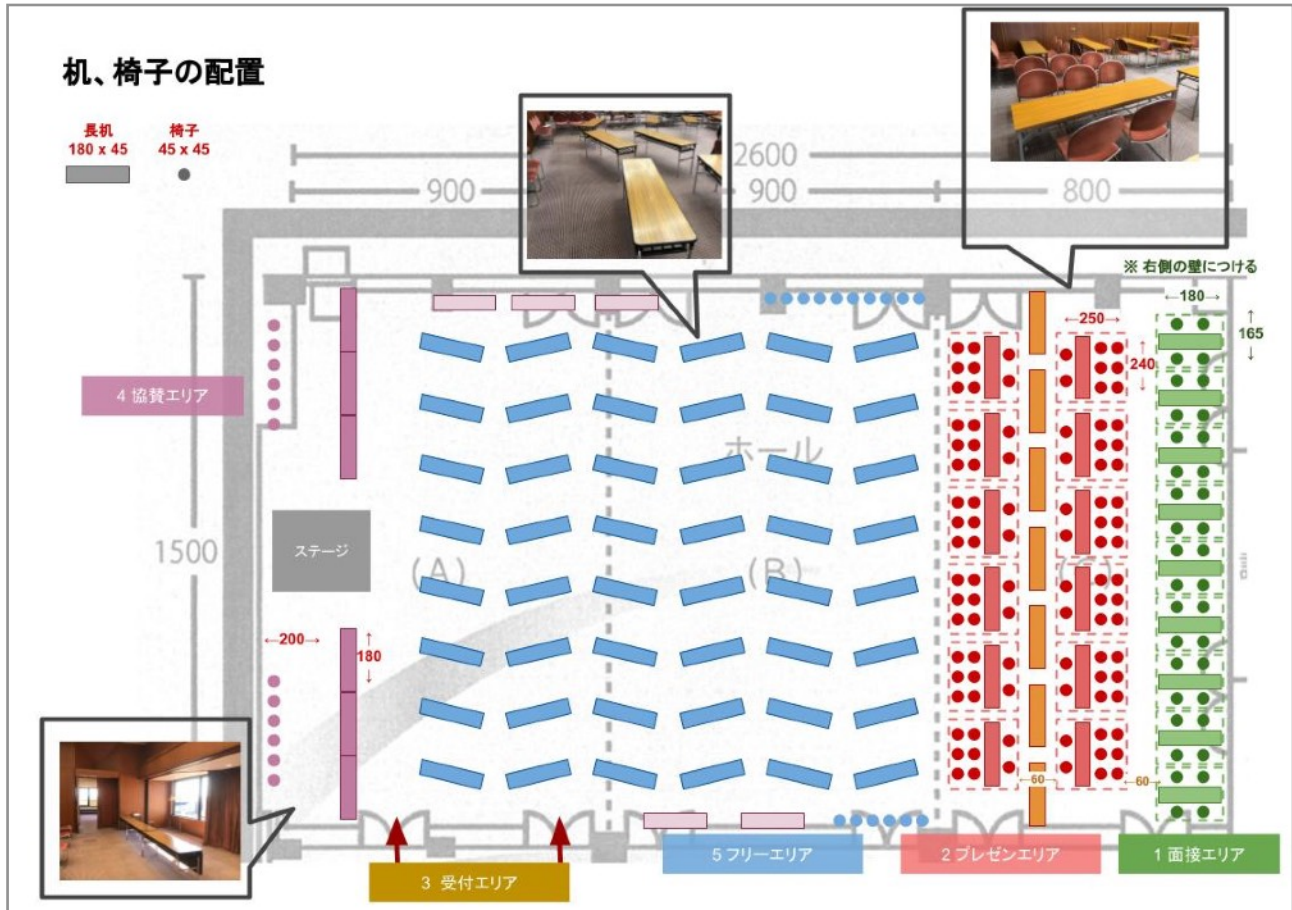 机、椅子の配置
長机
180 x 45
椅子
45 x 45
2600
900
900
800
※ 右側の壁につける
←180→
↑
165
↓
←250→
↑
240
↓
4 協賛エリア
ホール
1500
ステージ
(A)
(B)
←200→
↑
180
↓
←60→
←60→
3 受付エリア
5 フリーエリア
2 プレゼンエリア
1 面接エリア